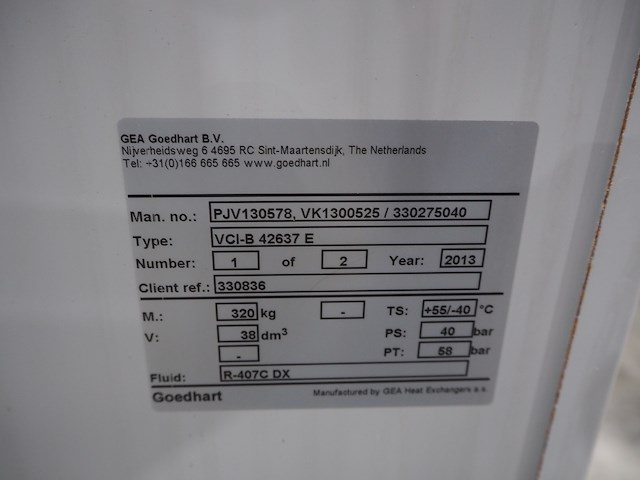 GEA Goedhart B.V.
Nijverheidsweg 6 4695 RC Sint-Maartensdijk, The Netherlands
Tel: +31(0)166 665 665 www.goedhart.nl
Man. no.: PJV130578, VK1300525 / 330275040
Type: VCI-B 42637 E
Number: 1 of 2 Year: 2013
Client ref.: 330836
M.: 320 kg - TS: +55/-40 °C
V: 38 dm³ PS: 40 bar
- PT: 58 bar
Fluid: R-407C DX
Goedhart Manufactured by GEA Heat Exchangers a.s.